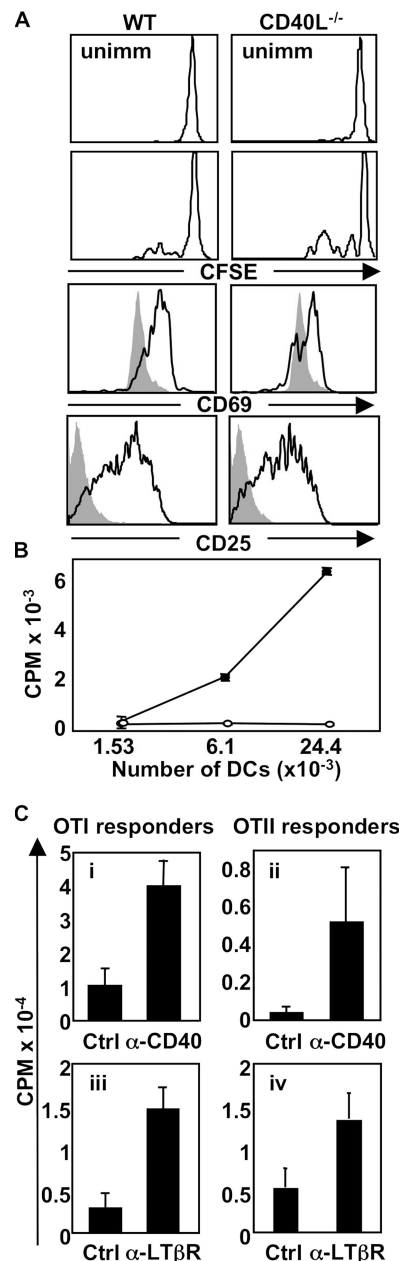 A
WT CD40L-/-
unimm unimm
CFSE
CD69
CD25
B
CPM x 10-3
6
4
2
0
1.53 6.1 24.4
Number of DCs (x10-3)
C
OTI responders OTII responders
CPM x 10-4
i
5
4
3
2
1
0
Ctrl α-CD40
ii
0.8
0.6
0.4
0.2
0
Ctrl α-CD40
iii
2
1.5
1
0.5
0
Ctrl α-LTβR
iv
2
1.5
1
0.5
0
Ctrl α-LTβR